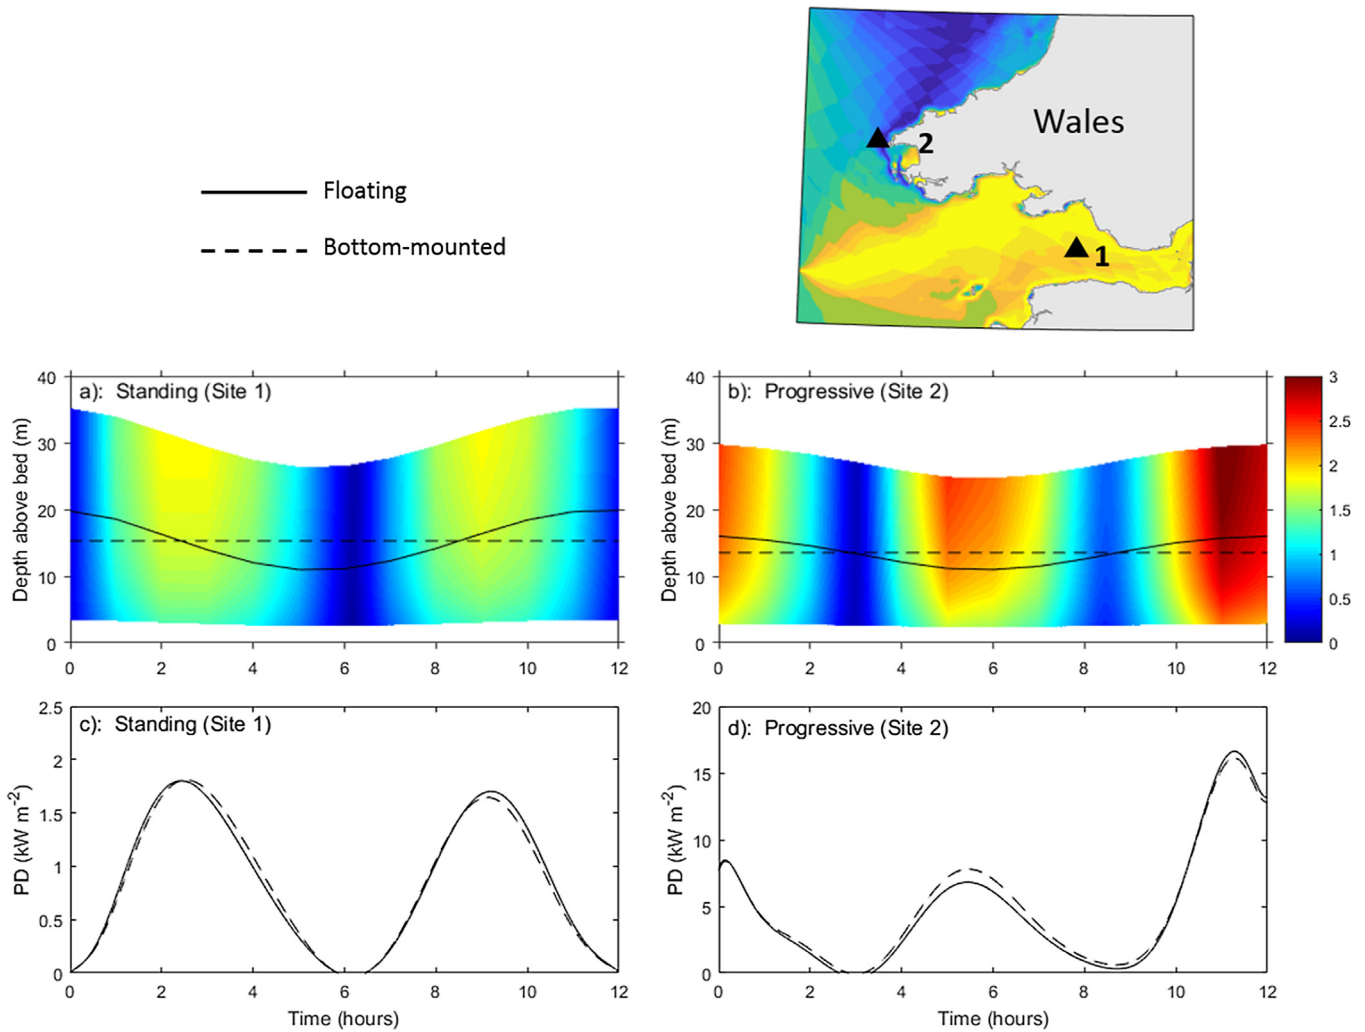 Wales
2
1
Floating
Bottom-mounted
a): Standing (Site 1)
Depth above bed (m)
40
30
20
10
0
0 2 4 6 8 10 12
b): Progressive (Site 2)
Depth above bed (m)
40
30
20
10
0
0 2 4 6 8 10 12
3
2.5
2
1.5
1
0.5
0
c): Standing (Site 1)
PD (kW m-2)
2.5
2
1.5
1
0.5
0
0 2 4 6 8 10 12
Time (hours)
d): Progressive (Site 2)
PD (kW m-2)
20
15
10
5
0
0 2 4 6 8 10 12
Time (hours)